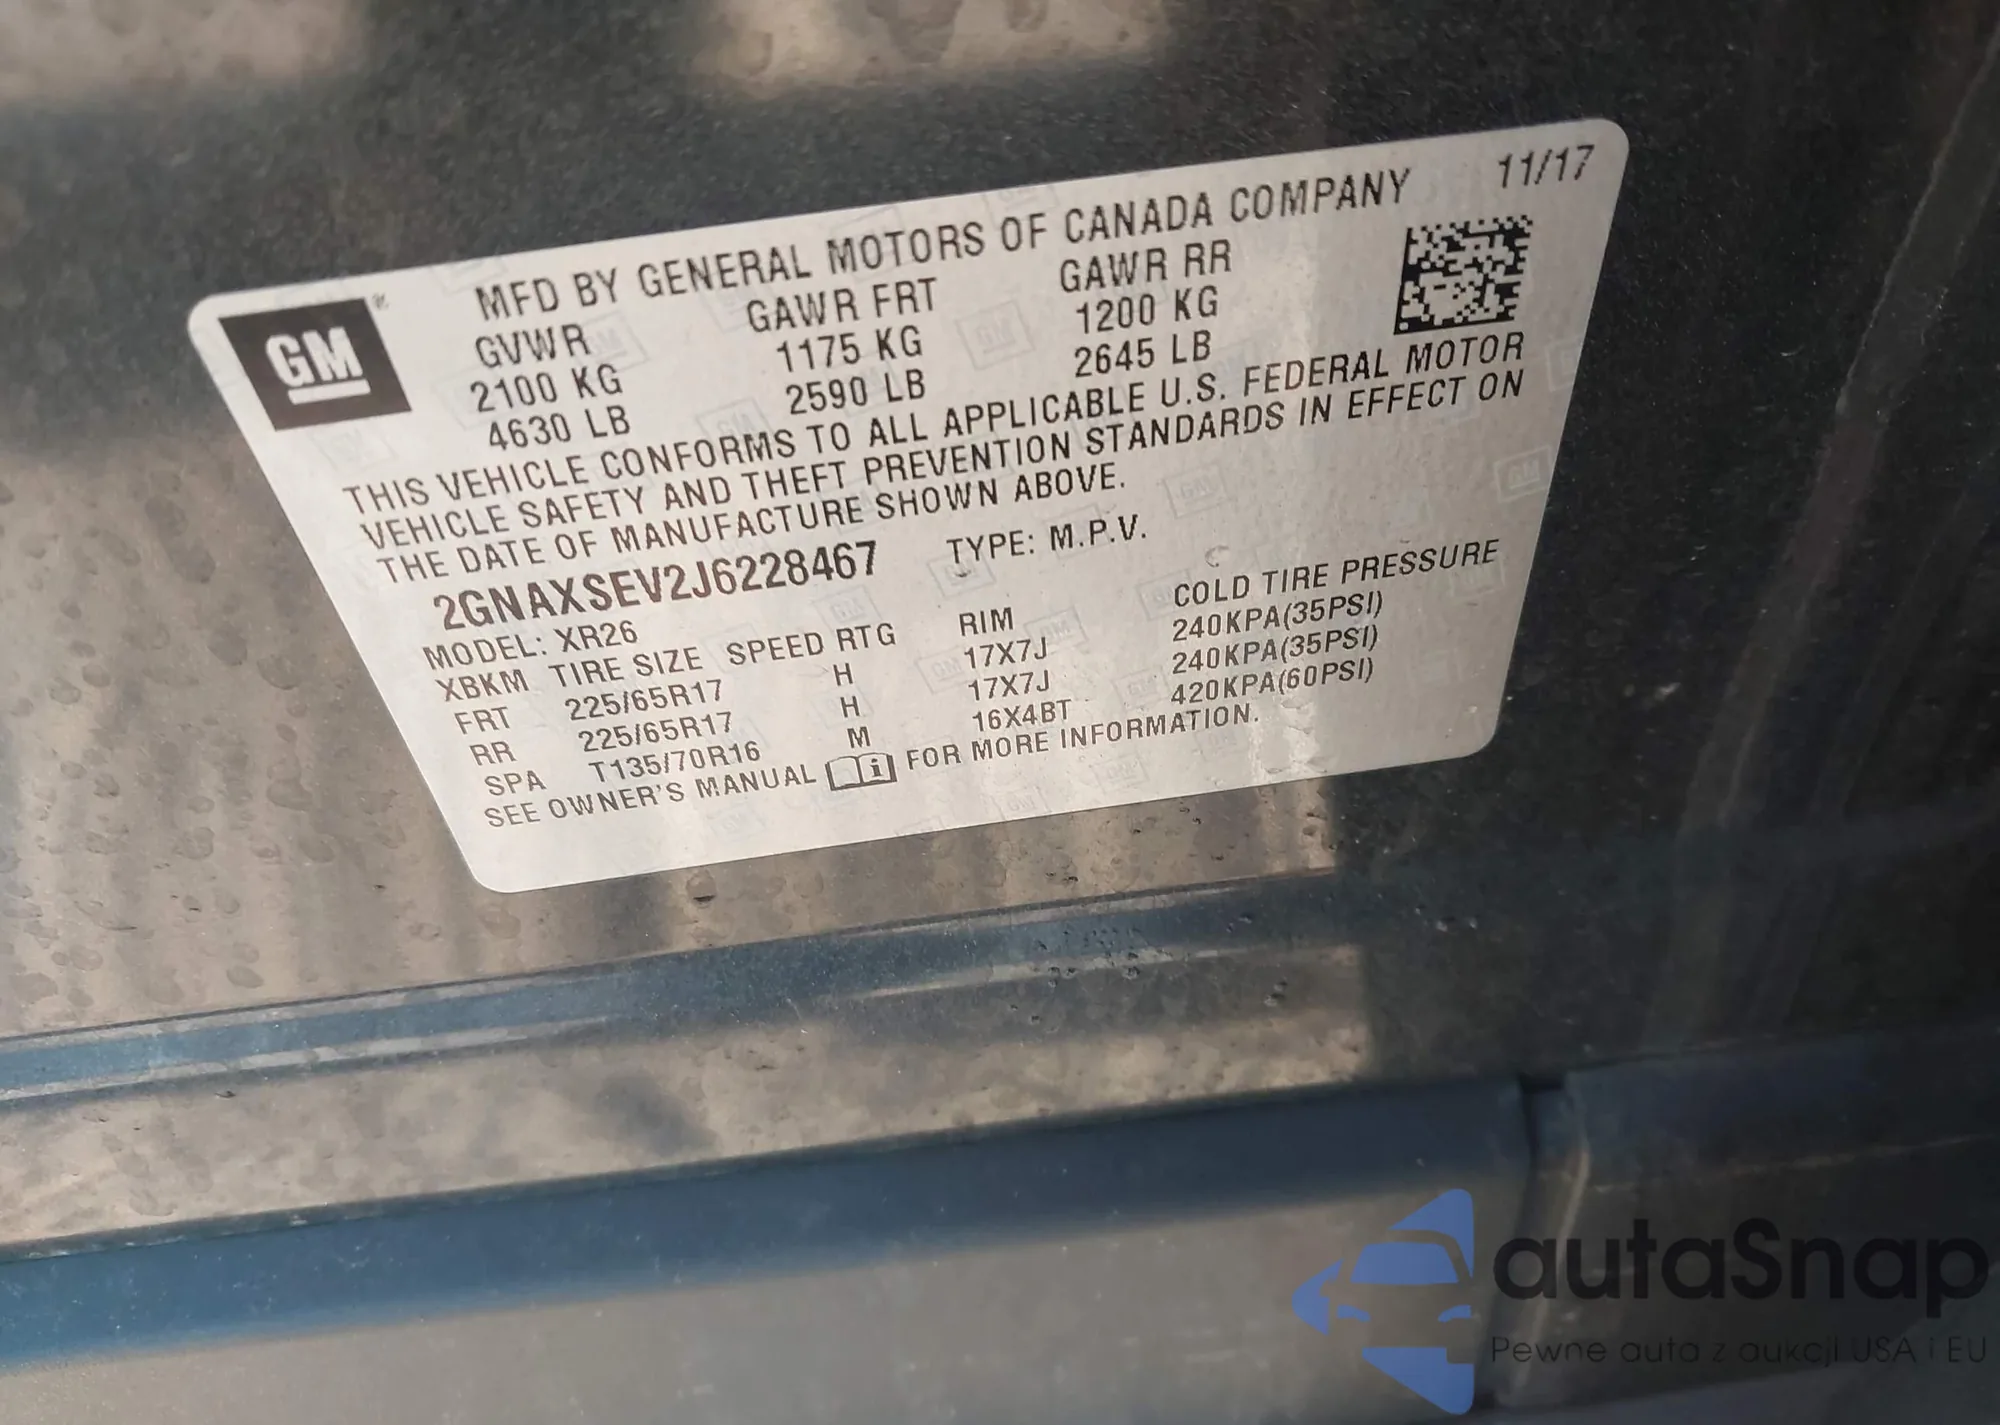 MFD BY GENERAL MOTORS OF CANADA COMPANY 11/17
GM
GVWR GAWR FRT GAWR RR
2100 KG 1175 KG 1200 KG
4630 LB 2590 LB 2645 LB
THIS VEHICLE CONFORMS TO ALL APPLICABLE U.S. FEDERAL MOTOR
VEHICLE SAFETY AND THEFT PREVENTION STANDARDS IN EFFECT ON
THE DATE OF MANUFACTURE SHOWN ABOVE.
2GNAXSEV2J6228467 TYPE: M.P.V.
MODEL: XR26
XBKM TIRE SIZE SPEED RTG RIM COLD TIRE PRESSURE
FRT 225/65R17 H 17X7J 240KPA(35PSI)
RR 225/65R17 H 17X7J 240KPA(35PSI)
SPA T135/70R16 M 16X4BT 420KPA(60PSI)
SEE OWNER'S MANUAL i FOR MORE INFORMATION.
autaSnap
Pewne auta z aukcji USA i EU